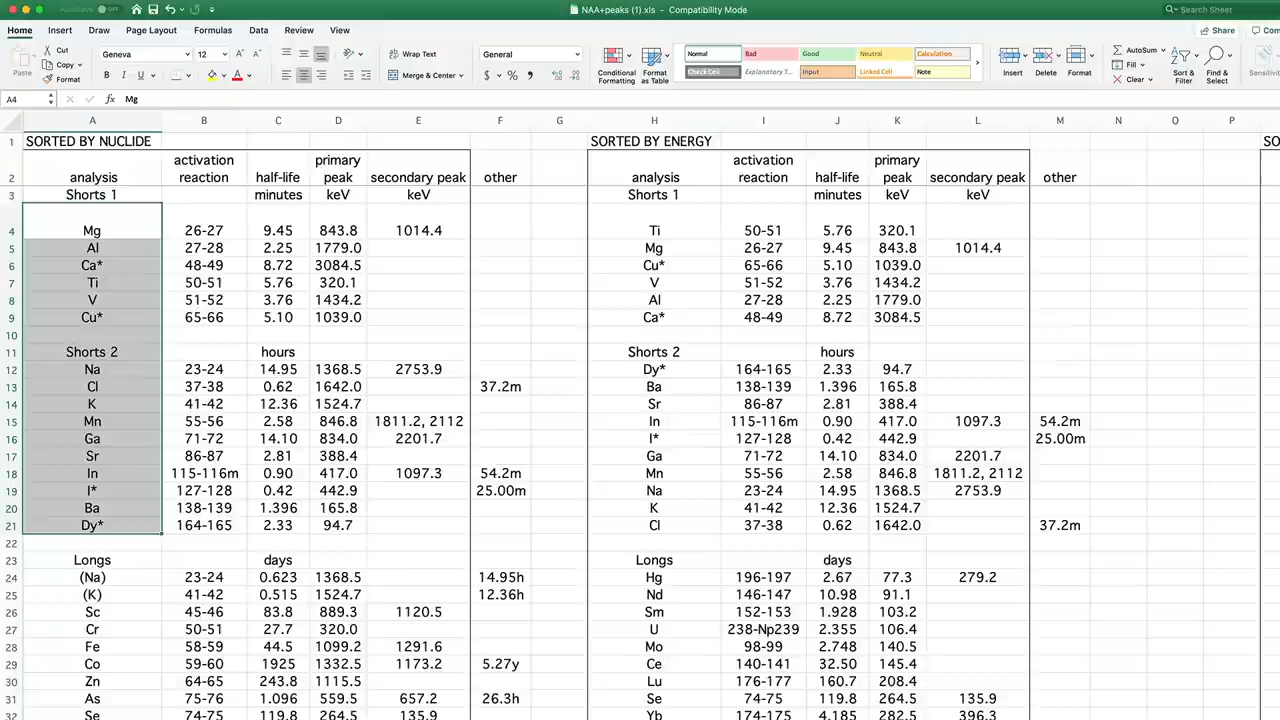 AutoSave OFF NAA+peaks (1).xls - Compatibility Mode Search Sheet
Home Insert Draw Page Layout Formulas Data Review View Share Com
Paste Cut Copy Format Geneva 12 A A Wrap Text General Conditional Formatting Format as Table Normal Bad Good Neutral Calculation Insert Delete Format AutoSum Sort & Filter Find & Select Sensitivi
B I U A Merge & Center $ % Check Cell Explanatory T... Input Linked Cell Note Fill Clear
A4 fx Mg
A B C D E F G H I J K L M N O P
1 SORTED BY NUCLIDE SORTED BY ENERGY SO
activation primary activation primary
2 analysis reaction half-life peak secondary peak other analysis reaction half-life peak secondary peak other
3 Shorts 1 minutes keV keV Shorts 1 minutes keV keV
4 Mg 26-27 9.45 843.8 1014.4 Ti 50-51 5.76 320.1
5 Al 27-28 2.25 1779.0 Mg 26-27 9.45 843.8 1014.4
6 Ca* 48-49 8.72 3084.5 Cu* 65-66 5.10 1039.0
7 Ti 50-51 5.76 320.1 V 51-52 3.76 1434.2
8 V 51-52 3.76 1434.2 Al 27-28 2.25 1779.0
9 Cu* 65-66 5.10 1039.0 Ca* 48-49 8.72 3084.5
10
11 Shorts 2 hours Shorts 2 hours
12 Na 23-24 14.95 1368.5 2753.9 Dy* 164-165 2.33 94.7
13 Cl 37-38 0.62 1642.0 37.2m Ba 138-139 1.396 165.8
14 K 41-42 12.36 1524.7 Sr 86-87 2.81 388.4
15 Mn 55-56 2.58 846.8 1811.2, 2112 In 115-116m 0.90 417.0 1097.3 54.2m
16 Ga 71-72 14.10 834.0 2201.7 I* 127-128 0.42 442.9 25.00m
17 Sr 86-87 2.81 388.4 Ga 71-72 14.10 834.0 2201.7
18 In 115-116m 0.90 417.0 1097.3 54.2m Mn 55-56 2.58 846.8 1811.2, 2112
19 I* 127-128 0.42 442.9 25.00m Na 23-24 14.95 1368.5 2753.9
20 Ba 138-139 1.396 165.8 K 41-42 12.36 1524.7
21 Dy* 164-165 2.33 94.7 Cl 37-38 0.62 1642.0 37.2m
22
23 Longs days Longs days
24 (Na) 23-24 0.623 1368.5 14.95h Hg 196-197 2.67 77.3 279.2
25 (K) 41-42 0.515 1524.7 12.36h Nd 146-147 10.98 91.1
26 Sc 45-46 83.8 889.3 1120.5 Sm 152-153 1.928 103.2
27 Cr 50-51 27.7 320.0 U 238-Np239 2.355 106.4
28 Fe 58-59 44.5 1099.2 1291.6 Mo 98-99 2.748 140.5
29 Co 59-60 1925 1332.5 1173.2 5.27y Ce 140-141 32.50 145.4
30 Zn 64-65 243.8 1115.5 Lu 176-177 160.7 208.4
31 As 75-76 1.096 559.5 657.2 26.3h Se 74-75 119.8 264.5 135.9
32 Se 74-75 119.8 264.5 135.9 Yb 174-175 4.185 282.5 396.3